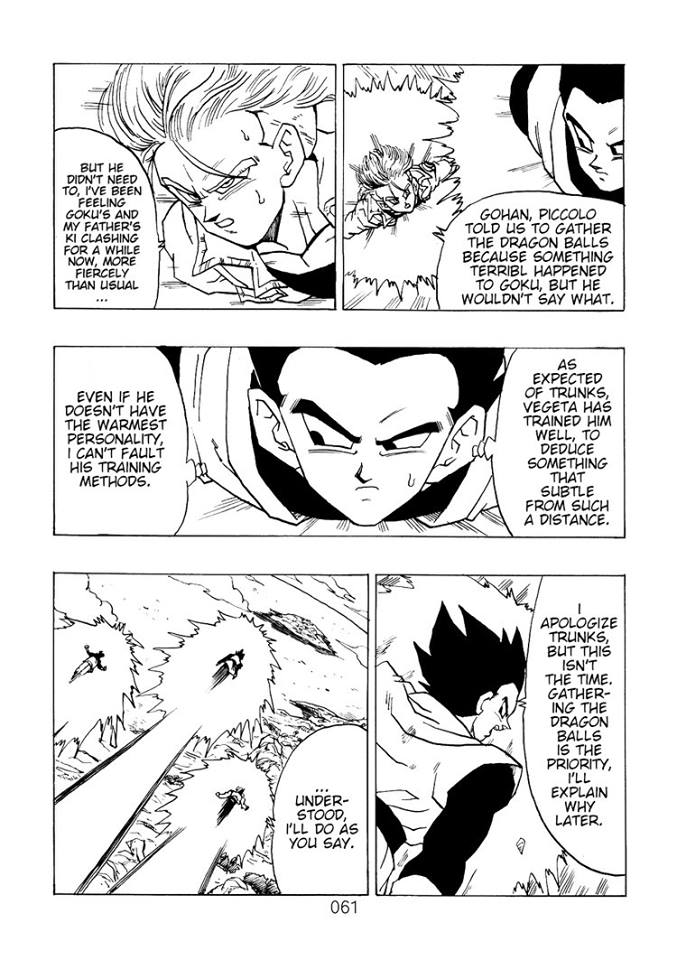 GOHAN, PICCOLO
TOLD US TO GATHER
THE DRAGON BALLS
BECAUSE SOMETHING
TERRIBL HAPPENED
TO GOKU, BUT HE
WOULDN'T SAY WHAT.
BUT HE
DIDN'T NEED
TO, I'VE BEEN
FEELING
GOKU'S AND
MY FATHER'S
KI CLASHING
FOR A WHILE
NOW, MORE
FIERCELY
THAN USUAL
...
AS
EXPECTED
OF TRUNKS,
VEGETA HAS
TRAINED HIM
WELL, TO
DEDUCE
SOMETHING
THAT
SUBTLE
FROM SUCH
A DISTANCE.
EVEN IF HE
DOESN'T HAVE
THE WARMEST
PERSONALITY,
I CAN'T FAULT
HIS TRAINING
METHODS.
I
APOLOGIZE
TRUNKS,
BUT THIS
ISN'T
THE TIME.
GATHER-
ING THE
DRAGON
BALLS
IS THE
PRIORITY,
I'LL
EXPLAIN
WHY
LATER.
...
UNDER-
STOOD,
I'LL DO AS
YOU SAY.
061